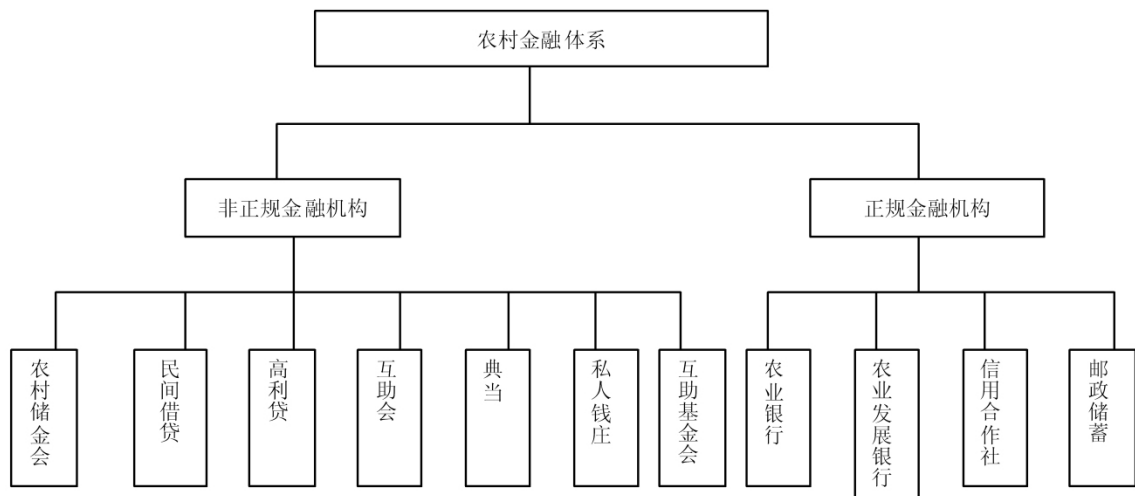 农村金融体系
非正规金融机构
正规金融机构
农村储金会
民间借贷
高利贷
互助会
典当
私人钱庄
互助基金会
农业银行
农业发展银行
信用合作社
邮政储蓄